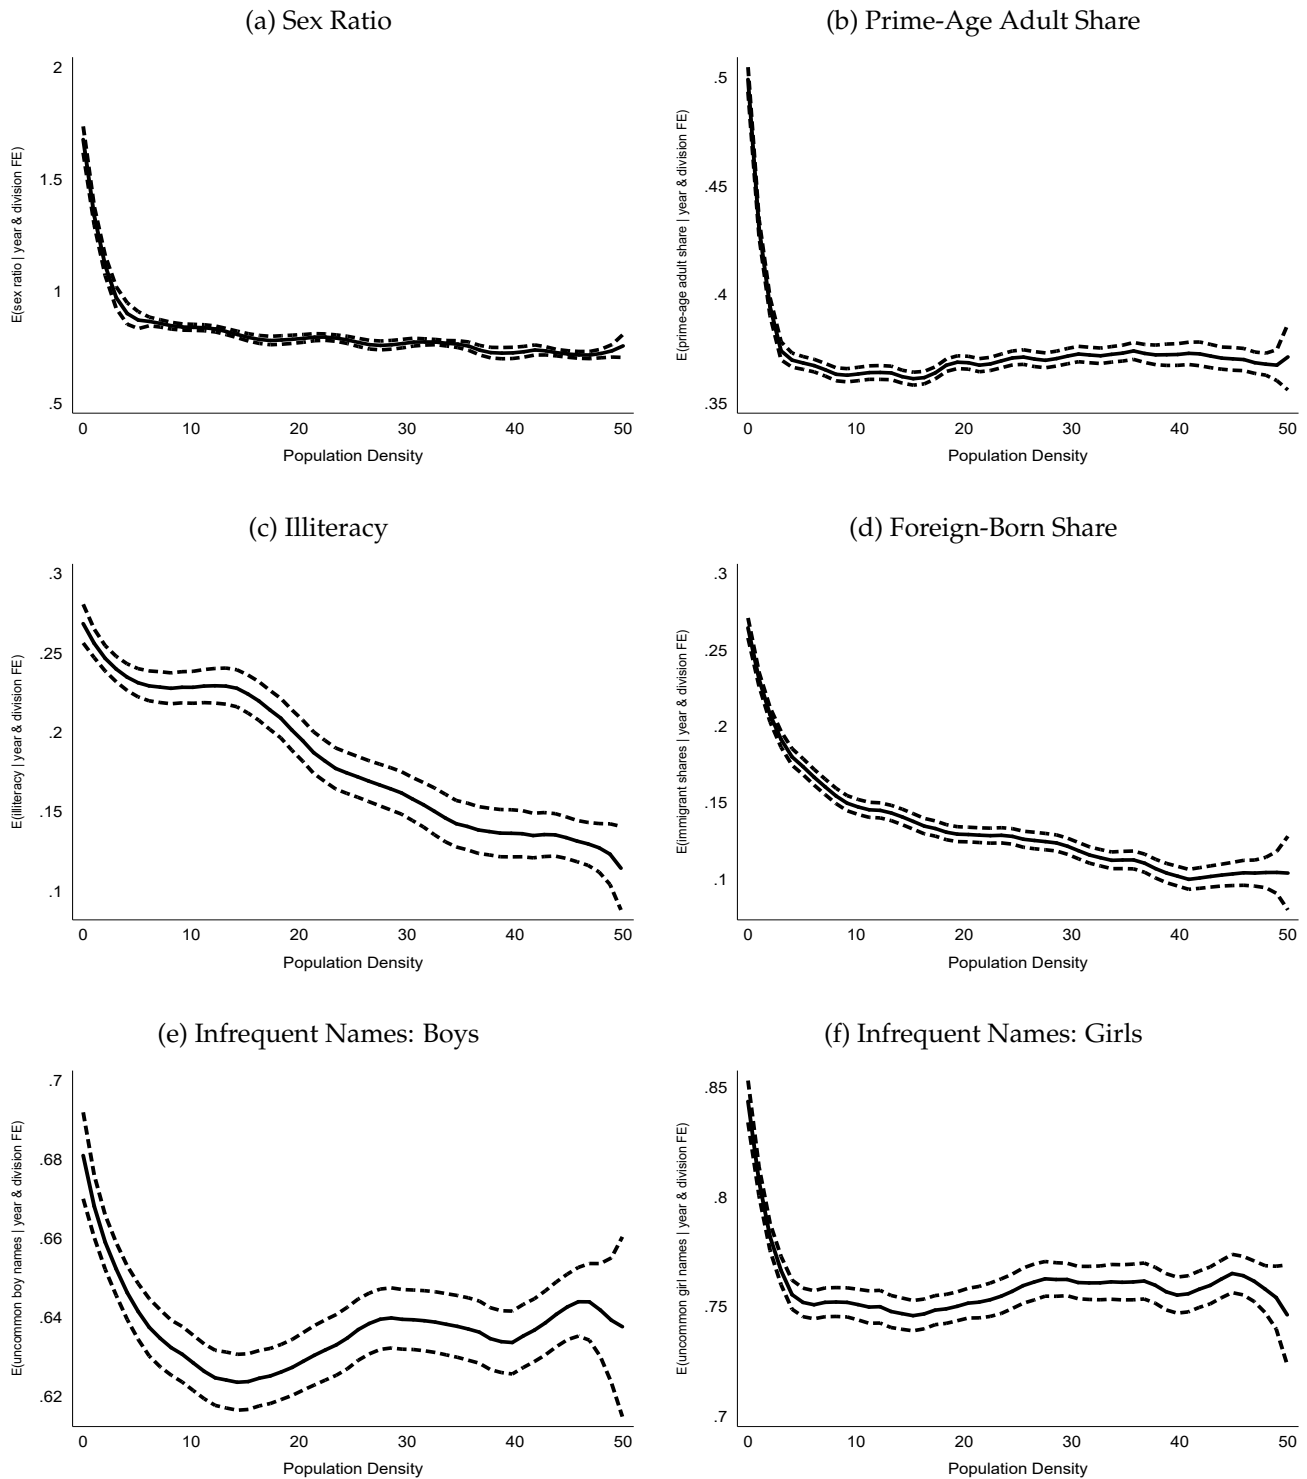 (a) Sex Ratio
E(sex ratio | year & division FE)
2
1.5
1
.5
0 10 20 30 40 50
Population Density
(b) Prime-Age Adult Share
E(prime-age adult share | year & division FE)
.5
.45
.4
.35
0 10 20 30 40 50
Population Density
(c) Illiteracy
E(illiteracy | year & division FE)
.3
.25
.2
.15
.1
0 10 20 30 40 50
Population Density
(d) Foreign-Born Share
E(immigrant shares | year & division FE)
.3
.25
.2
.15
.1
0 10 20 30 40 50
Population Density
(e) Infrequent Names: Boys
E(uncommon boy names | year & division FE)
.7
.68
.66
.64
.62
0 10 20 30 40 50
Population Density
(f) Infrequent Names: Girls
E(uncommon girl names | year & division FE)
.85
.8
.75
.7
0 10 20 30 40 50
Population Density